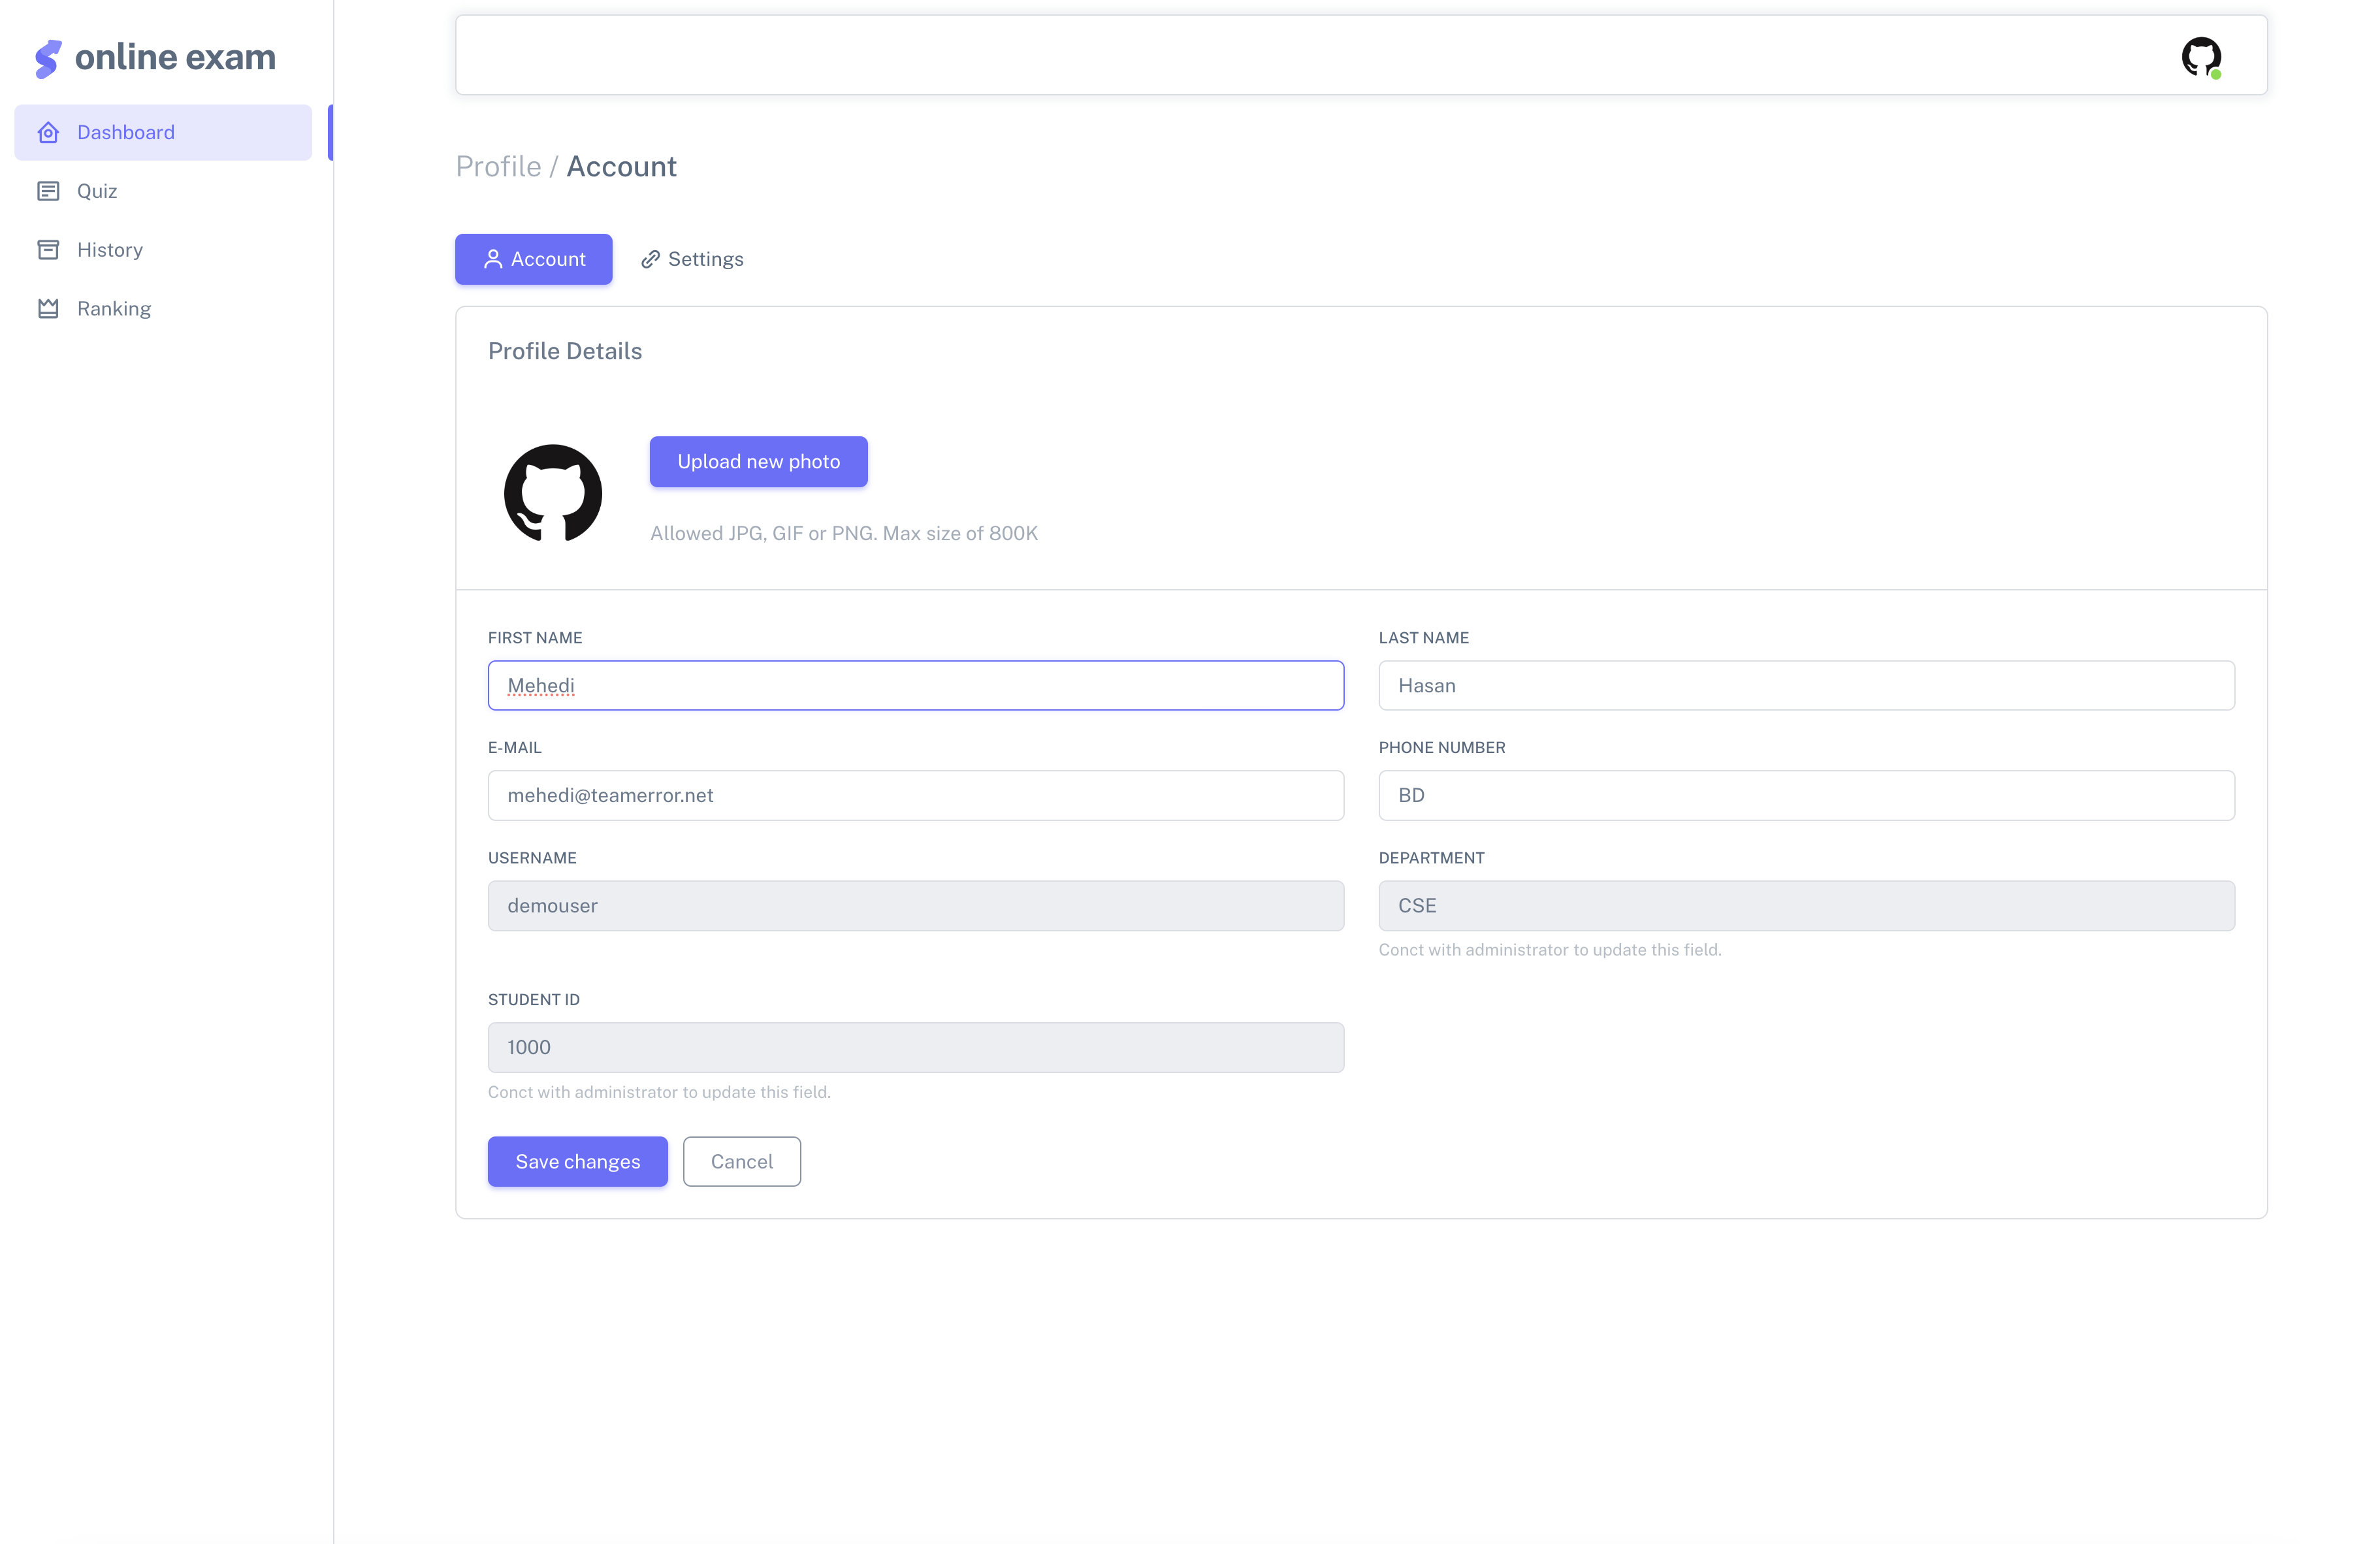 online exam
Dashboard
Quiz
History
Ranking
Profile / Account
Account
Settings
Profile Details
Upload new photo
Allowed JPG, GIF or PNG. Max size of 800K
FIRST NAME
LAST NAME
Mehedi
Hasan
E-MAIL
PHONE NUMBER
mehedi@teamerror.net
BD
USERNAME
DEPARTMENT
demouser
CSE
Conct with administrator to update this field.
STUDENT ID
1000
Conct with administrator to update this field.
Save changes
Cancel